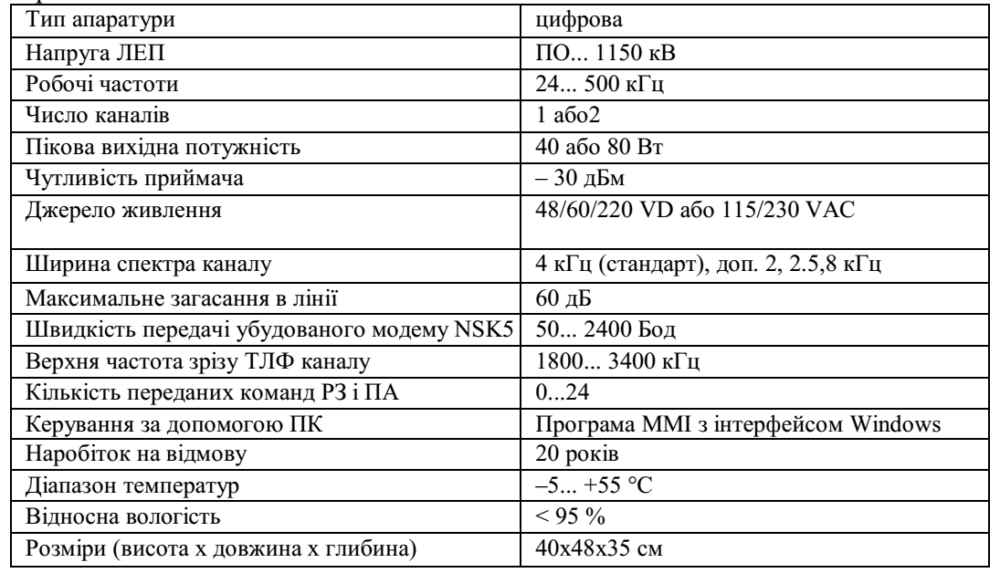 Тип апаратури цифрова
Напруга ЛЕП ПО... 1150 кВ
Робочі частоти 24... 500 кГц
Число каналів 1 або2
Пікова вихідна потужність 40 або 80 Вт
Чутливість приймача – 30 дБм
Джерело живлення 48/60/220 VD або 115/230 VAC
Ширина спектра каналу 4 кГц (стандарт), доп. 2, 2.5,8 кГц
Максимальне загасання в лінії 60 дБ
Швидкість передачі убудованого модему NSK5 50... 2400 Бод
Верхня частота зрізу ТЛФ каналу 1800... 3400 кГц
Кількість переданих команд РЗ і ПА 0...24
Керування за допомогою ПК Програма MMI з інтерфейсом Windows
Наробіток на відмову 20 років
Діапазон температур –5... +55 °С
Відносна вологість < 95 %
Розміри (висота х довжина х глибина) 40х48х35 см